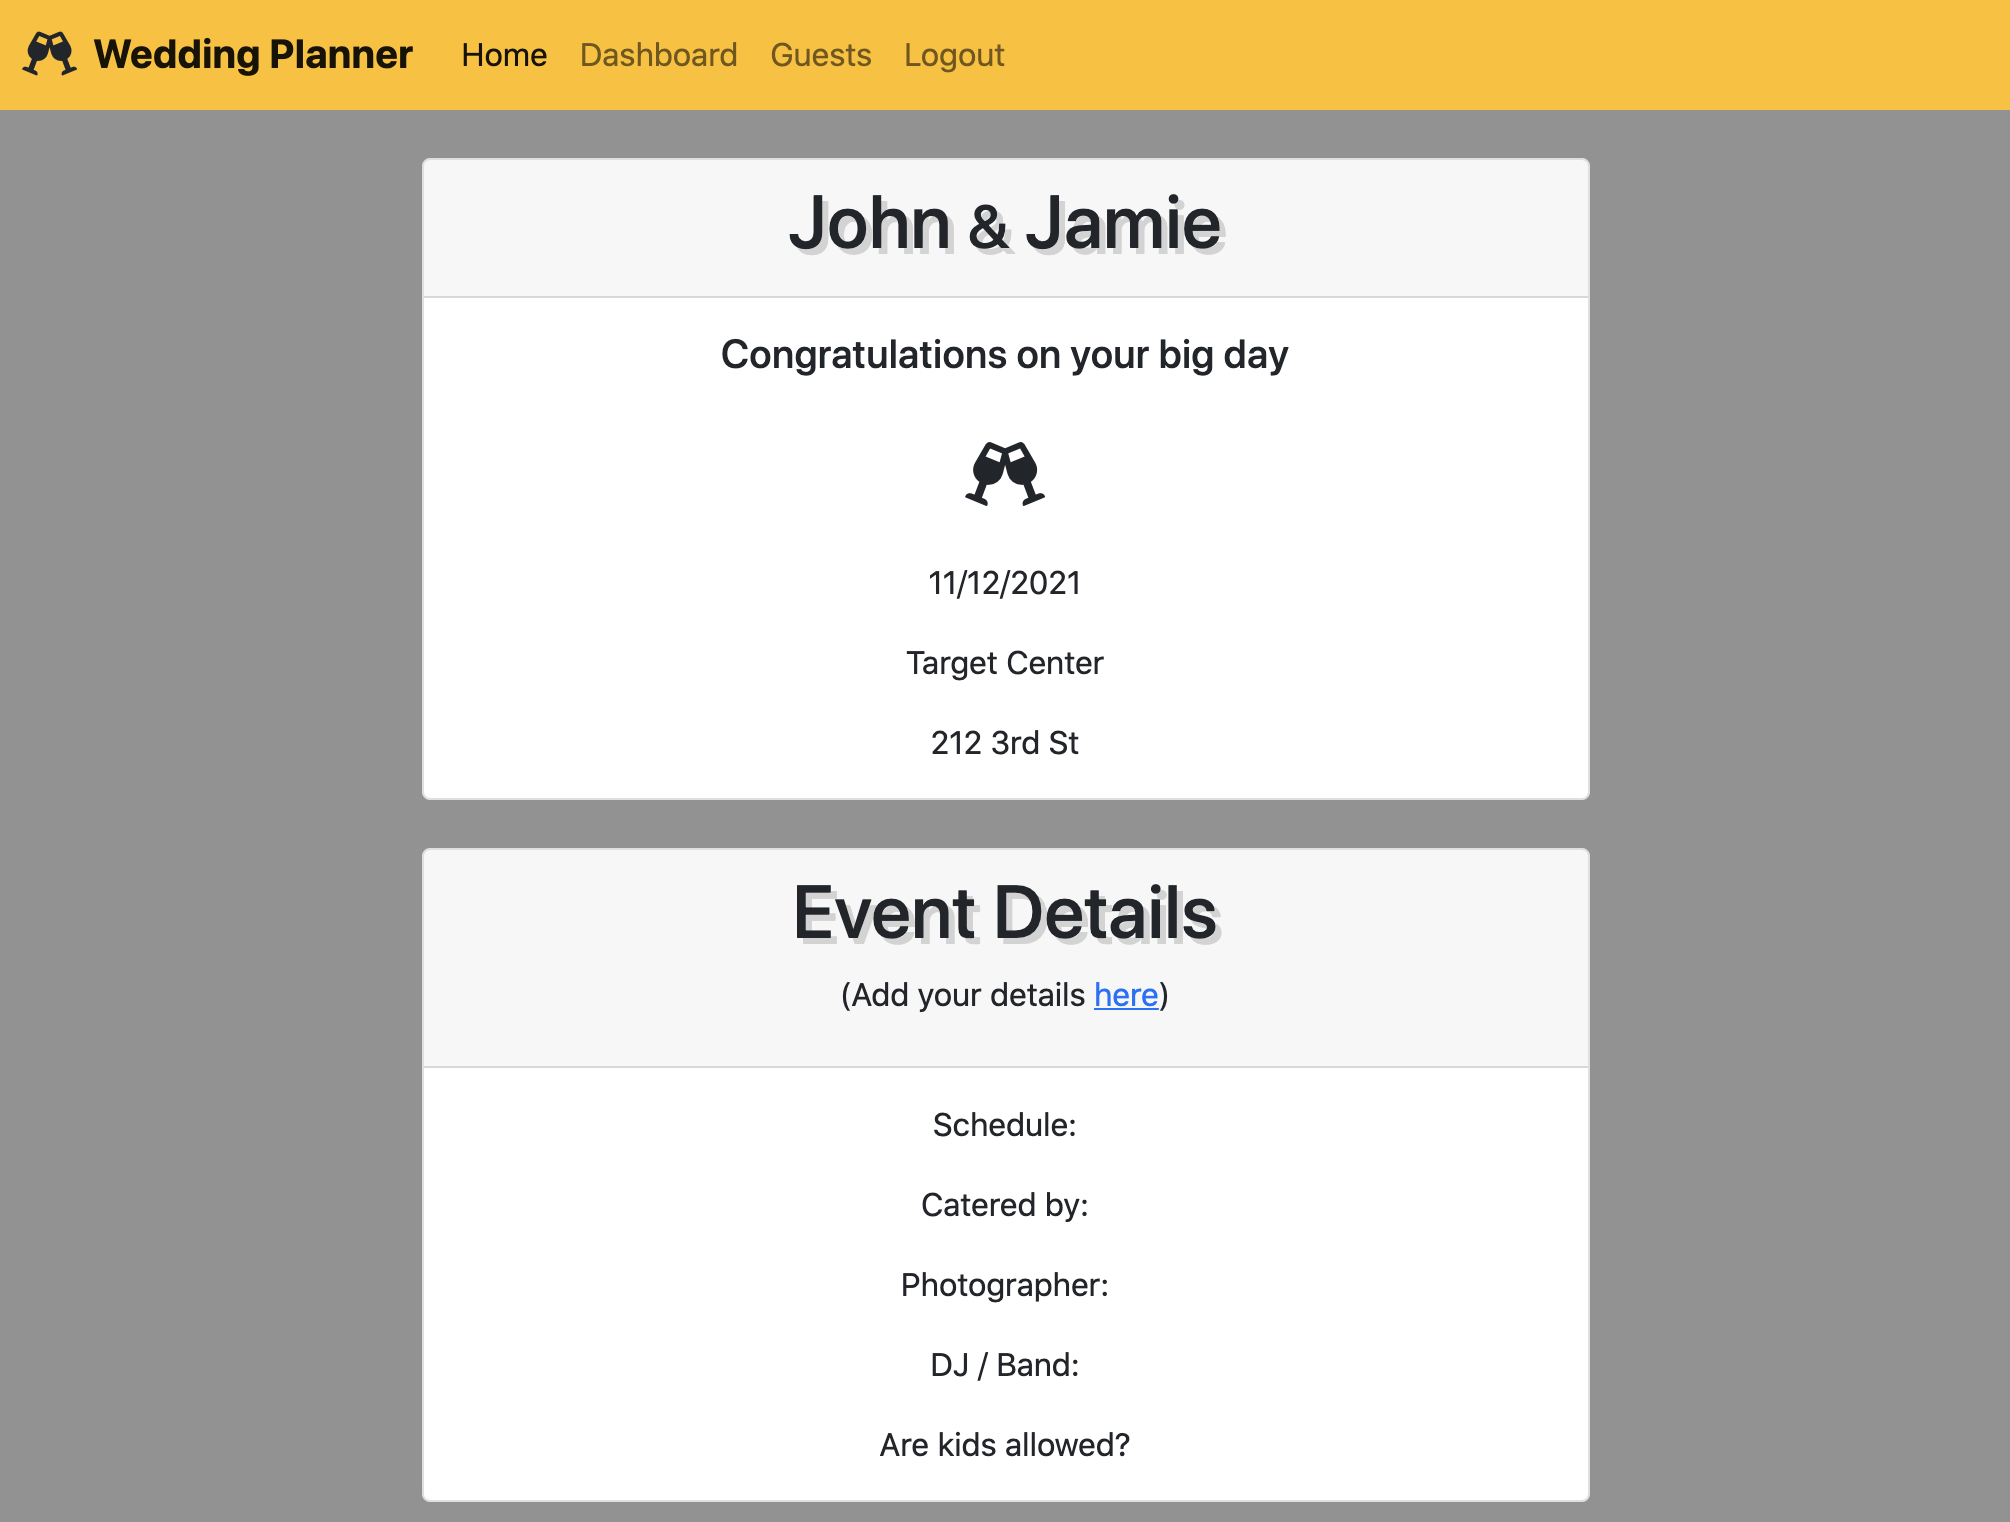 Wedding Planner Home Dashboard Guests Logout
John & Jamie
Congratulations on your big day
11/12/2021
Target Center
212 3rd St
Event Details
(Add your details here)
Schedule:
Catered by:
Photographer:
DJ / Band:
Are kids allowed?